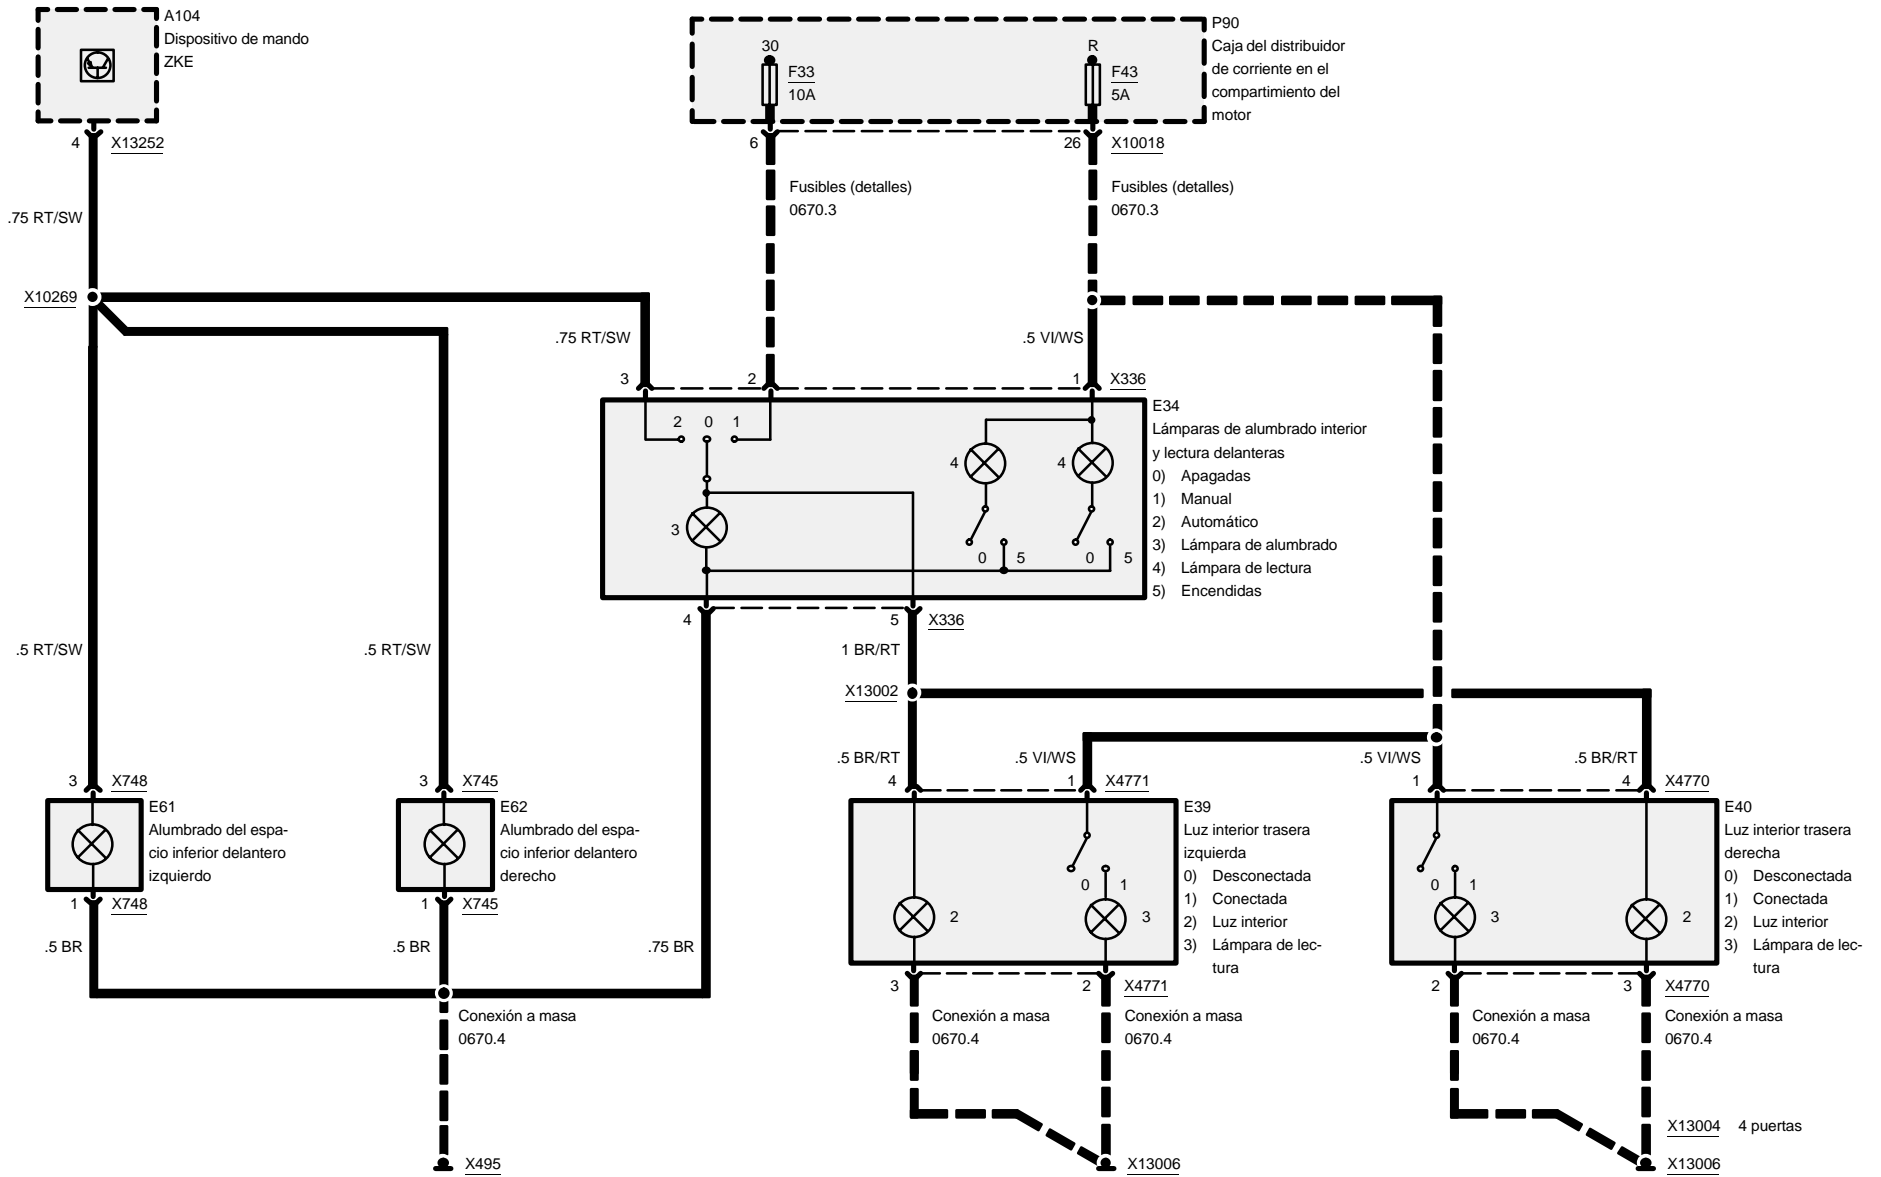 A104
Dispositivo de mando
ZKE
P90
Caja del distribuidor
de corriente en el
compartimiento del
motor
30
F33
10A
R
F43
5A
4
X13252
6
26
X10018
Fusibles (detalles)
0670.3
Fusibles (detalles)
0670.3
.75 RT/SW
X10269
.75 RT/SW
.5 VI/WS
3
2
1
X336
E34
Lámparas de alumbrado interior
y lectura delanteras
0) Apagadas
1) Manual
2) Automático
3) Lámpara de alumbrado
4) Lámpara de lectura
5) Encendidas
2
0
1
4
4
3
0
5
0
5
4
5
X336
.5 RT/SW
.5 RT/SW
1 BR/RT
X13002
.5 BR/RT
.5 VI/WS
.5 VI/WS
.5 BR/RT
3
X748
3
X745
4
1
X4771
1
4
X4770
E61
Alumbrado del espa-
cio inferior delantero
izquierdo
E62
Alumbrado del espa-
cio inferior delantero
derecho
E39
Luz interior trasera
izquierda
0) Desconectada
1) Conectada
2) Luz interior
3) Lámpara de lec-
tura
E40
Luz interior trasera
derecha
0) Desconectada
1) Conectada
2) Luz interior
3) Lámpara de lec-
tura
0
1
2
3
0
1
3
2
1
X748
1
X745
.5 BR
.5 BR
.75 BR
3
2
X4771
2
3
X4770
Conexión a masa
0670.4
Conexión a masa
0670.4
Conexión a masa
0670.4
Conexión a masa
0670.4
Conexión a masa
0670.4
X13004 4 puertas
X495
X13006
X13006